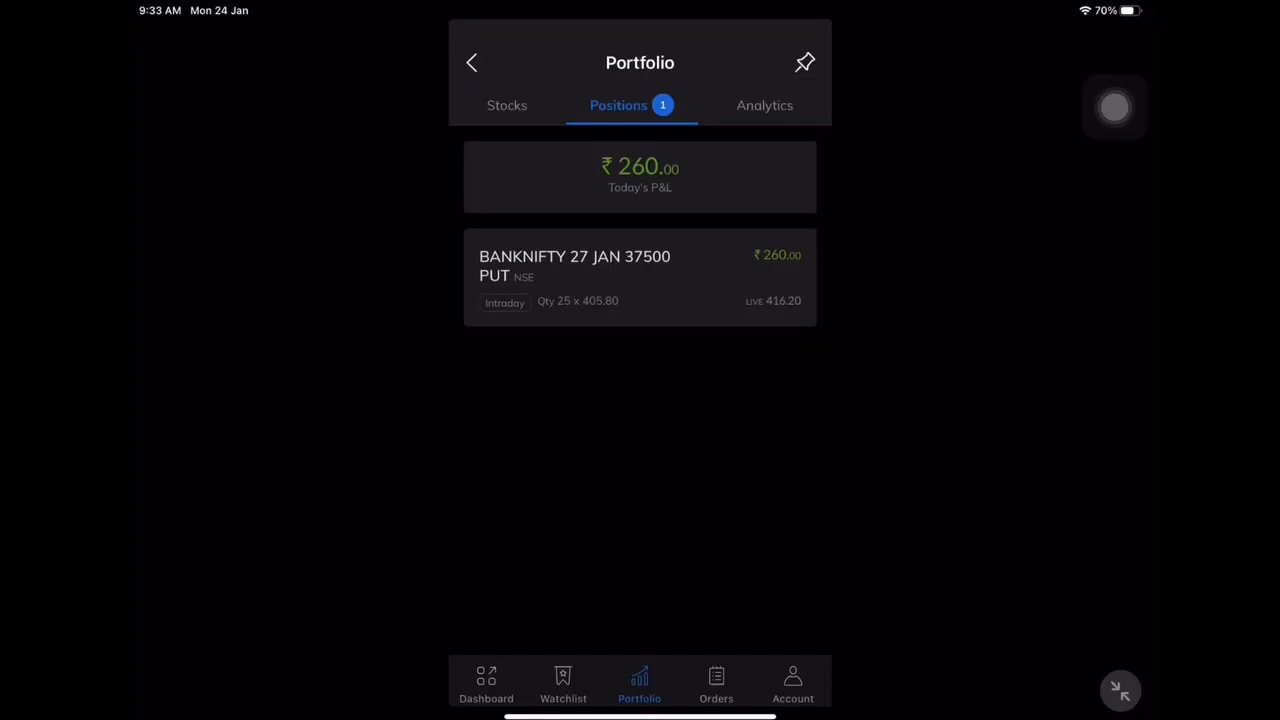 9:33 AM Mon 24 Jan
70%
Portfolio
Stocks Positions 1 Analytics
₹ 260.00
Today's P&L
BANKNIFTY 27 JAN 37500 ₹ 260.00
PUT NSE
Intraday Qty 25 x 405.80 LIVE 416.20
Dashboard Watchlist Portfolio Orders Account